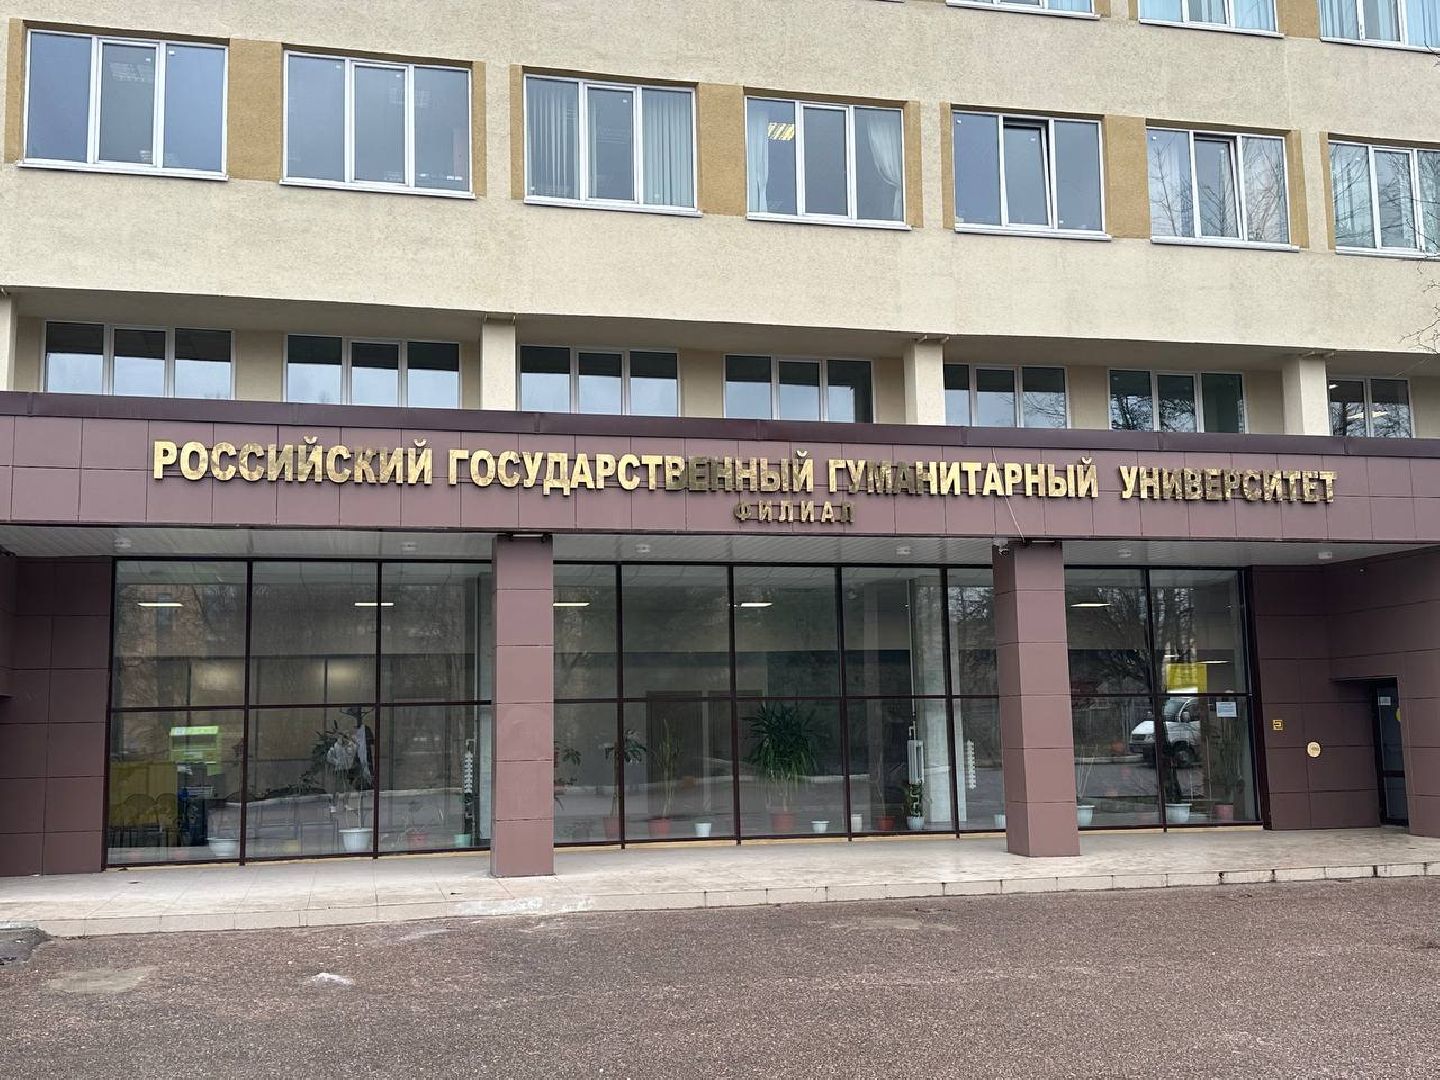 РОССИЙСКИЙ ГОСУДАРСТВЕННЫЙ ГУМАНИТАРНЫЙ УНИВЕРСИТЕТ
ФИЛИАЛ